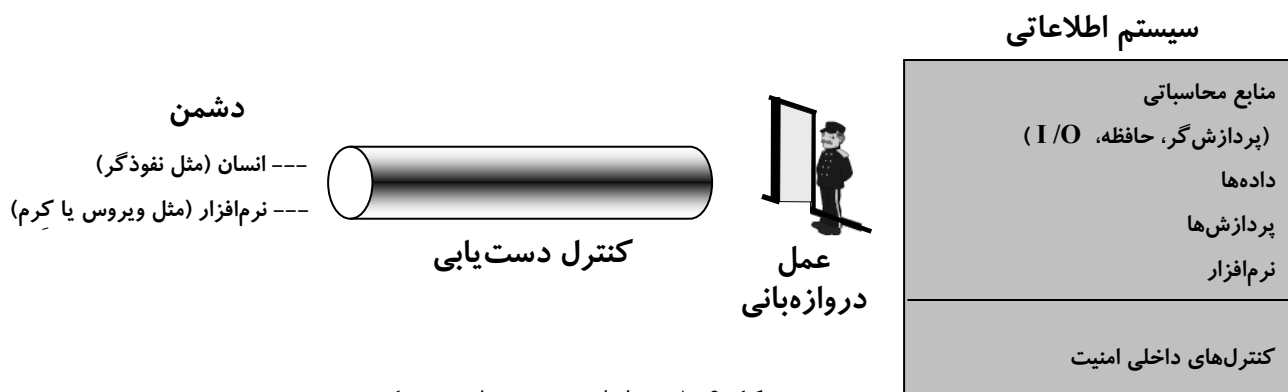 سیستم اطلاعاتی
منابع محاسباتی
(پردازش‌گر، حافظه، I /O )
داده‌ها
پردازش‌ها
نرم‌افزار
کنترل‌های داخلی امنیت
عمل
دروازه‌بانی
کنترل دست‌یابی
دشمن
--- انسان (مثل نفوذگر)
--- نرم‌افزار (مثل ویروس یا کِرم)